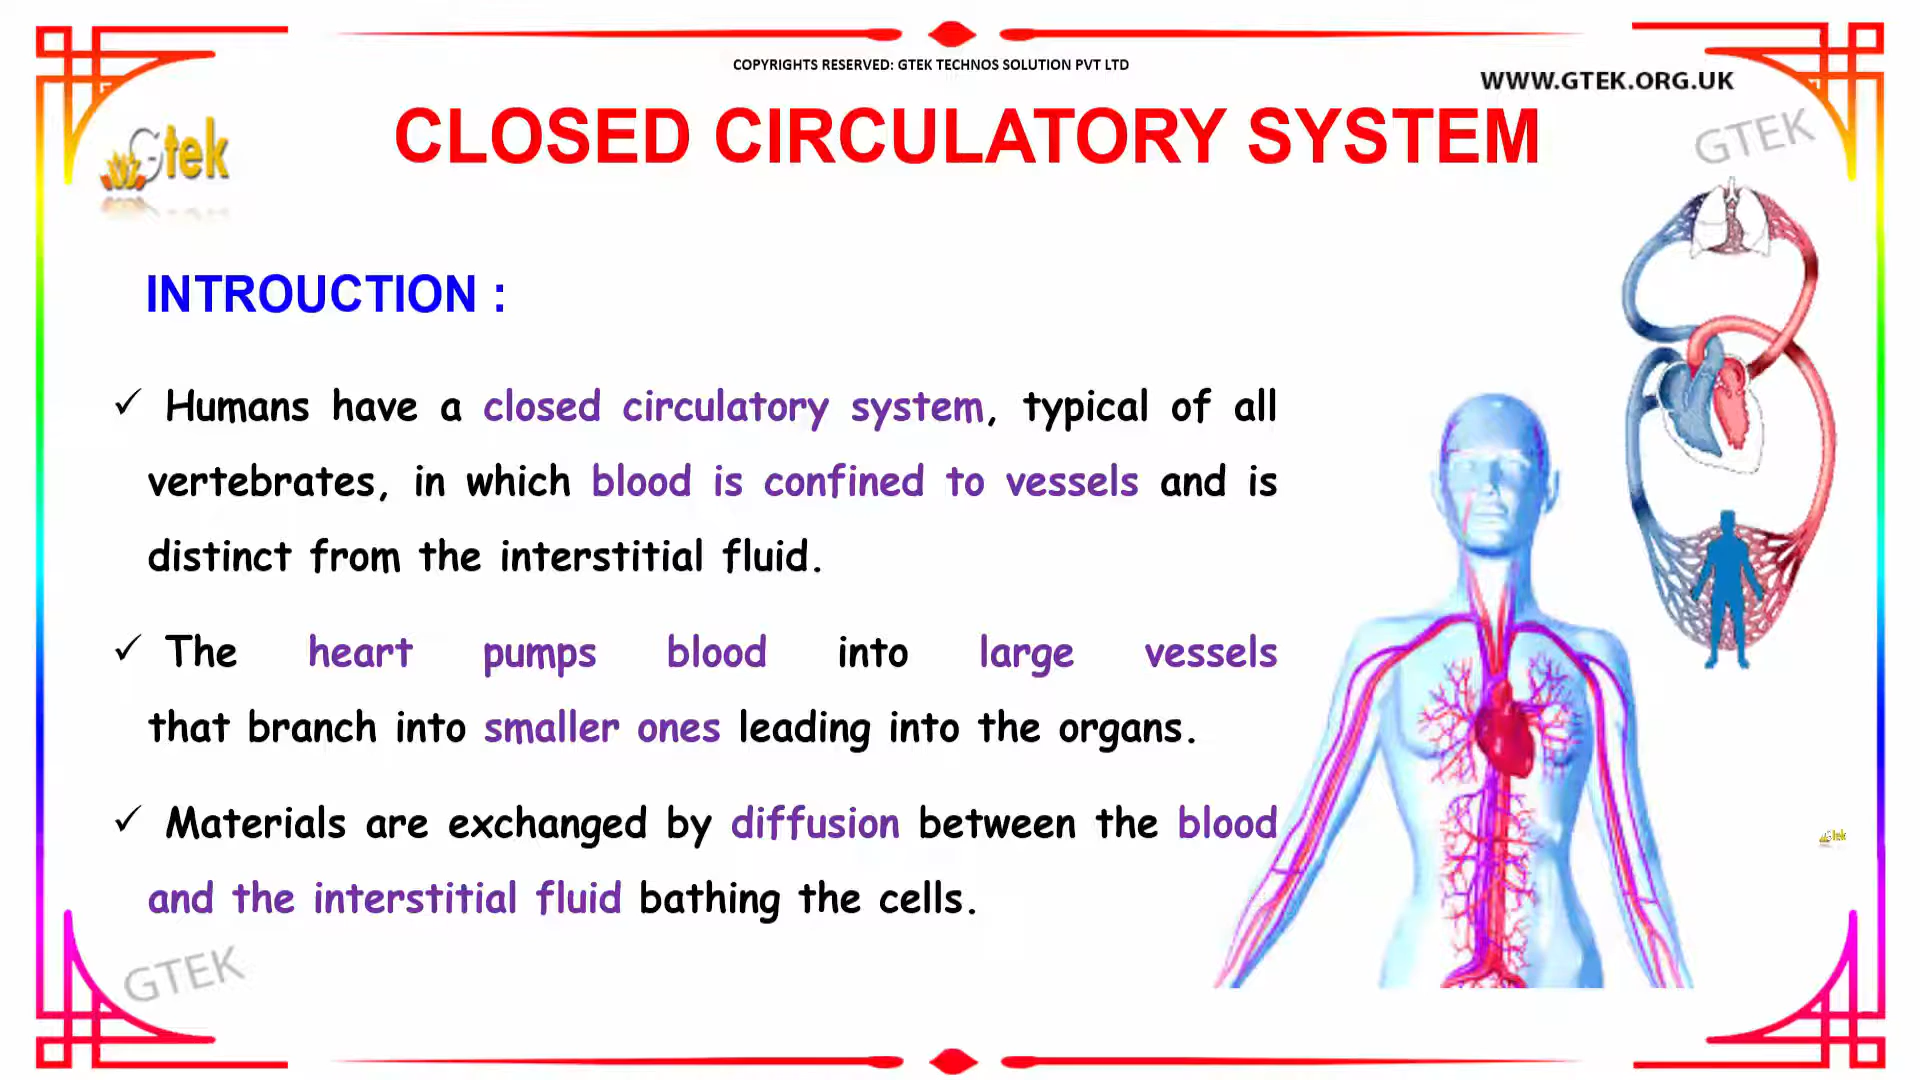 COPYRIGHTS RESERVED: GTEK TECHNOS SOLUTION PVT LTD
WWW.GTEK.ORG.UK
Gtek
CLOSED CIRCULATORY SYSTEM
GTEK
INTROUCTION :
✓ Humans have a closed circulatory system, typical of all
vertebrates, in which blood is confined to vessels and is
distinct from the interstitial fluid.
✓ The heart pumps blood into large vessels
that branch into smaller ones leading into the organs.
✓ Materials are exchanged by diffusion between the blood
and the interstitial fluid bathing the cells.
Gtek
GTEK